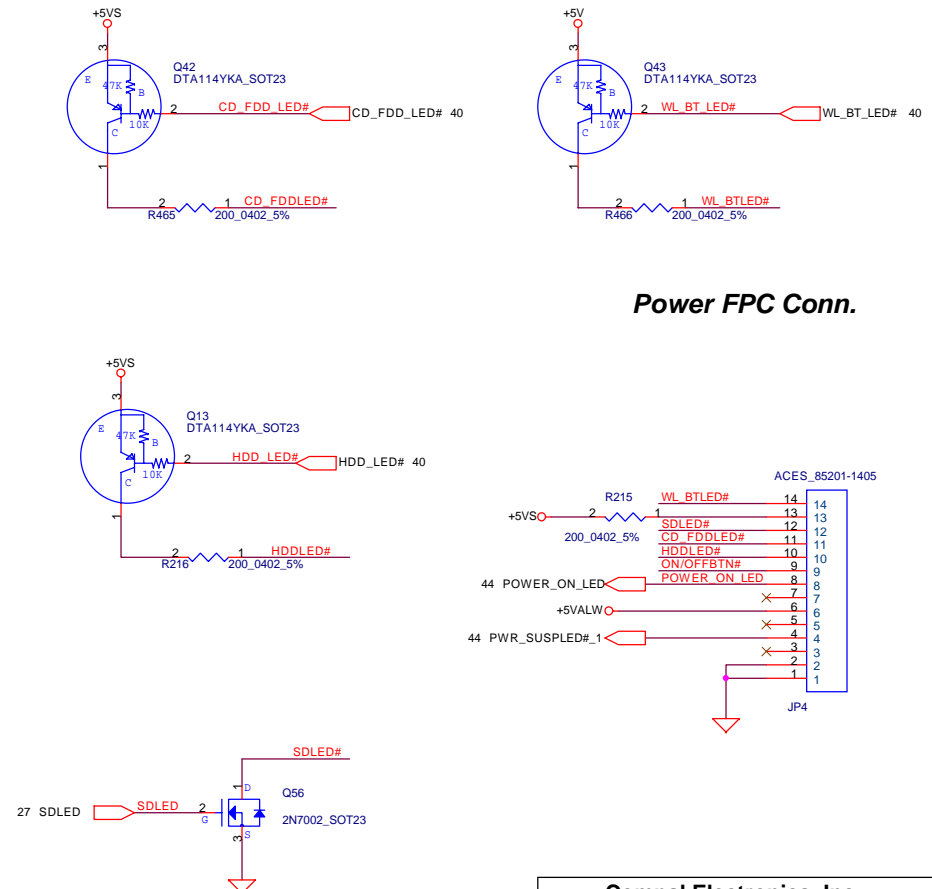 +5VS
3
Q42
DTA114YKA_SOT23
E
47K
B
10K
C
2
CD_FDD_LED#
CD_FDD_LED# 40
1
2
1
CD_FDDLED#
R465
200_0402_5%
+5V
3
Q43
DTA114YKA_SOT23
E
47K
B
10K
C
2
WL_BT_LED#
WL_BT_LED# 40
1
2
1
WL_BTLED#
R466
200_0402_5%
Power FPC Conn.
+5VS
3
Q13
DTA114YKA_SOT23
E
47K
B
10K
C
2
HDD_LED#
HDD_LED# 40
1
2
1
HDDLED#
R216
200_0402_5%
ACES_85201-1405
R215
+5VS
2
1
200_0402_5%
WL_BTLED# 14 14
13 13
SDLED# 12 12
CD_FDDLED# 11 11
HDDLED# 10 10
ON/OFFBTN# 9 9
44 POWER_ON_LED POWER_ON_LED 8 8
7 7
+5VALW 6 6
5 5
44 PWR_SUSPLED#_1 4 4
3 3
2 2
1 1
JP4
SDLED#
1
D
Q56
27 SDLED
SDLED
2
G
2N7002_SOT23
3
S
Compal Electronics, Inc.